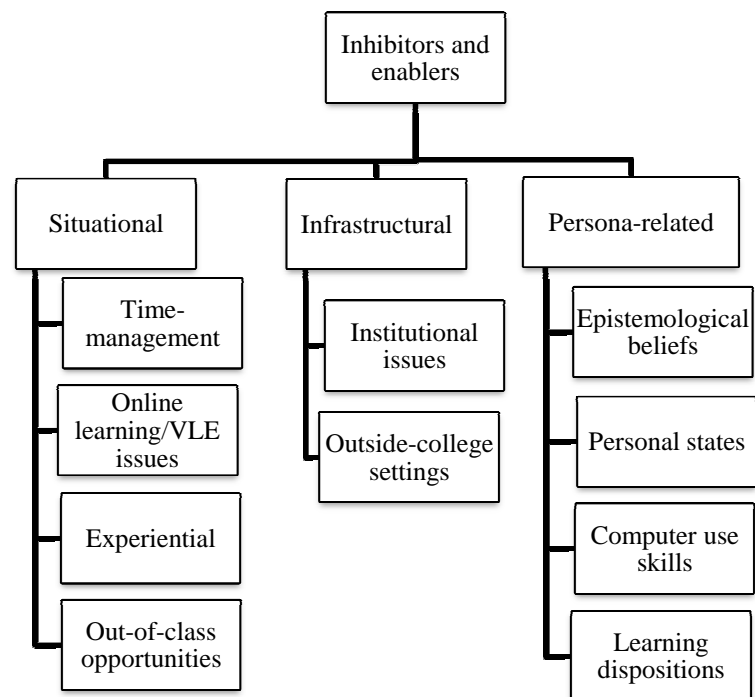 Inhibitors and
enablers
Situational
Infrastructural
Persona-related
Time-
management
Online
learning/VLE
issues
Experiential
Out-of-class
opportunities
Institutional
issues
Outside-college
settings
Epistemological
beliefs
Personal states
Computer use
skills
Learning
dispositions